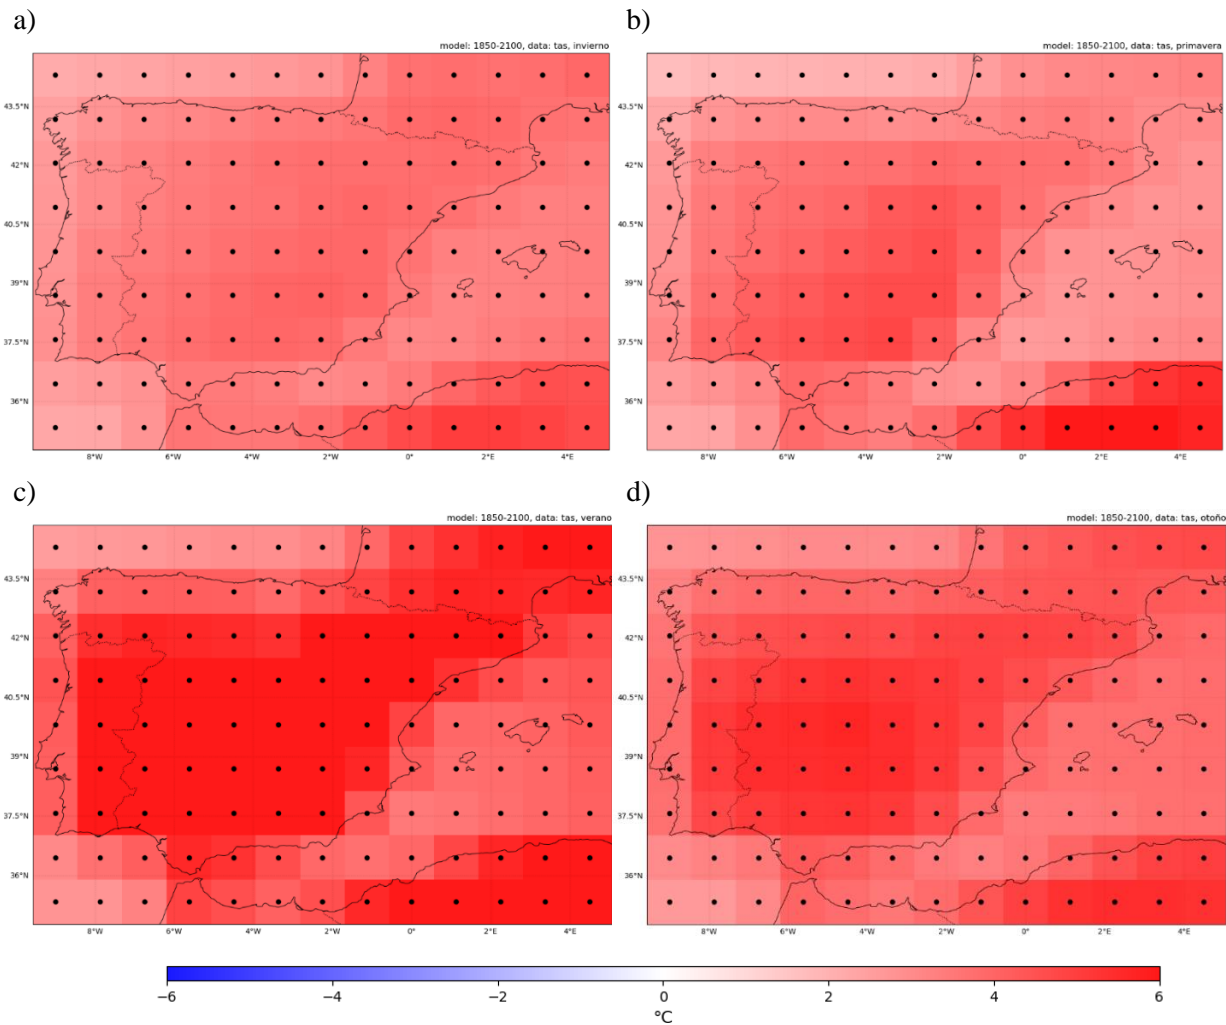 a)
b)
model: 1850-2100, data: tas, invierno
model: 1850-2100, data: tas, primavera
43.5°N
42°N
40.5°N
39°N
37.5°N
36°N
8°W 6°W 4°W 2°W 0° 2°E 4°E
43.5°N
42°N
40.5°N
39°N
37.5°N
36°N
8°W 6°W 4°W 2°W 0° 2°E 4°E
c)
d)
model: 1850-2100, data: tas, verano
model: 1850-2100, data: tas, otoño
43.5°N
42°N
40.5°N
39°N
37.5°N
36°N
8°W 6°W 4°W 2°W 0° 2°E 4°E
43.5°N
42°N
40.5°N
39°N
37.5°N
36°N
8°W 6°W 4°W 2°W 0° 2°E 4°E
−6 −4 −2 0 2 4 6
°C